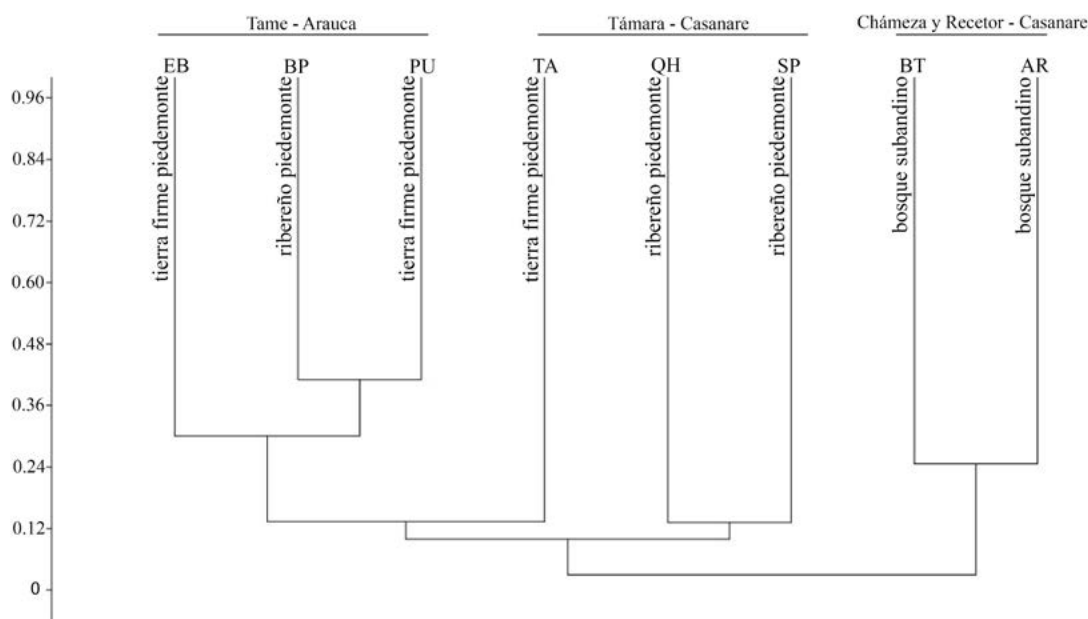 Tame - Arauca
Támara - Casanare
Chámeza y Recetor - Casanare
EB
BP
PU
TA
QH
SP
BT
AR
tierra firme piedemonte
ribereño piedemonte
tierra firme piedemonte
tierra firme piedemonte
ribereño piedemonte
ribereño piedemonte
bosque subandino
bosque subandino
0.96
0.84
0.72
0.60
0.48
0.36
0.24
0.12
0